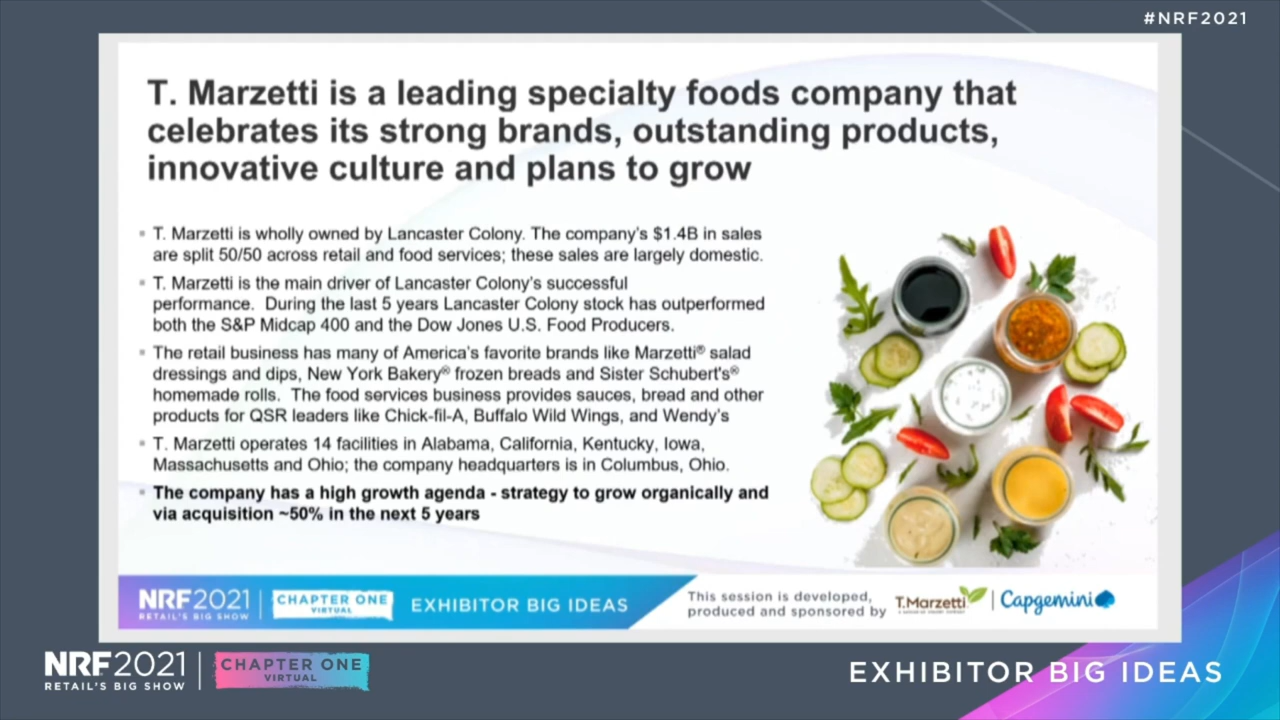 #NRF2021
T. Marzetti is a leading specialty foods company that
celebrates its strong brands, outstanding products,
innovative culture and plans to grow
▪ T. Marzetti is wholly owned by Lancaster Colony. The company's $1.4B in sales
are split 50/50 across retail and food services; these sales are largely domestic.
▪ T. Marzetti is the main driver of Lancaster Colony's successful
performance. During the last 5 years Lancaster Colony stock has outperformed
both the S&P Midcap 400 and the Dow Jones U.S. Food Producers.
▪ The retail business has many of America's favorite brands like Marzetti® salad
dressings and dips, New York Bakery® frozen breads and Sister Schubert's®
homemade rolls. The food services business provides sauces, bread and other
products for QSR leaders like Chick-fil-A, Buffalo Wild Wings, and Wendy's
▪ T. Marzetti operates 14 facilities in Alabama, California, Kentucky, Iowa,
Massachusetts and Ohio; the company headquarters is in Columbus, Ohio.
▪ The company has a high growth agenda - strategy to grow organically and
via acquisition ~50% in the next 5 years
NRF2021
RETAIL'S BIG SHOW
CHAPTER ONE
VIRTUAL
EXHIBITOR BIG IDEAS
This session is developed,
produced and sponsored by
T.Marzetti
Capgemini
NRF2021
RETAIL'S BIG SHOW
CHAPTER ONE
VIRTUAL
EXHIBITOR BIG IDEAS